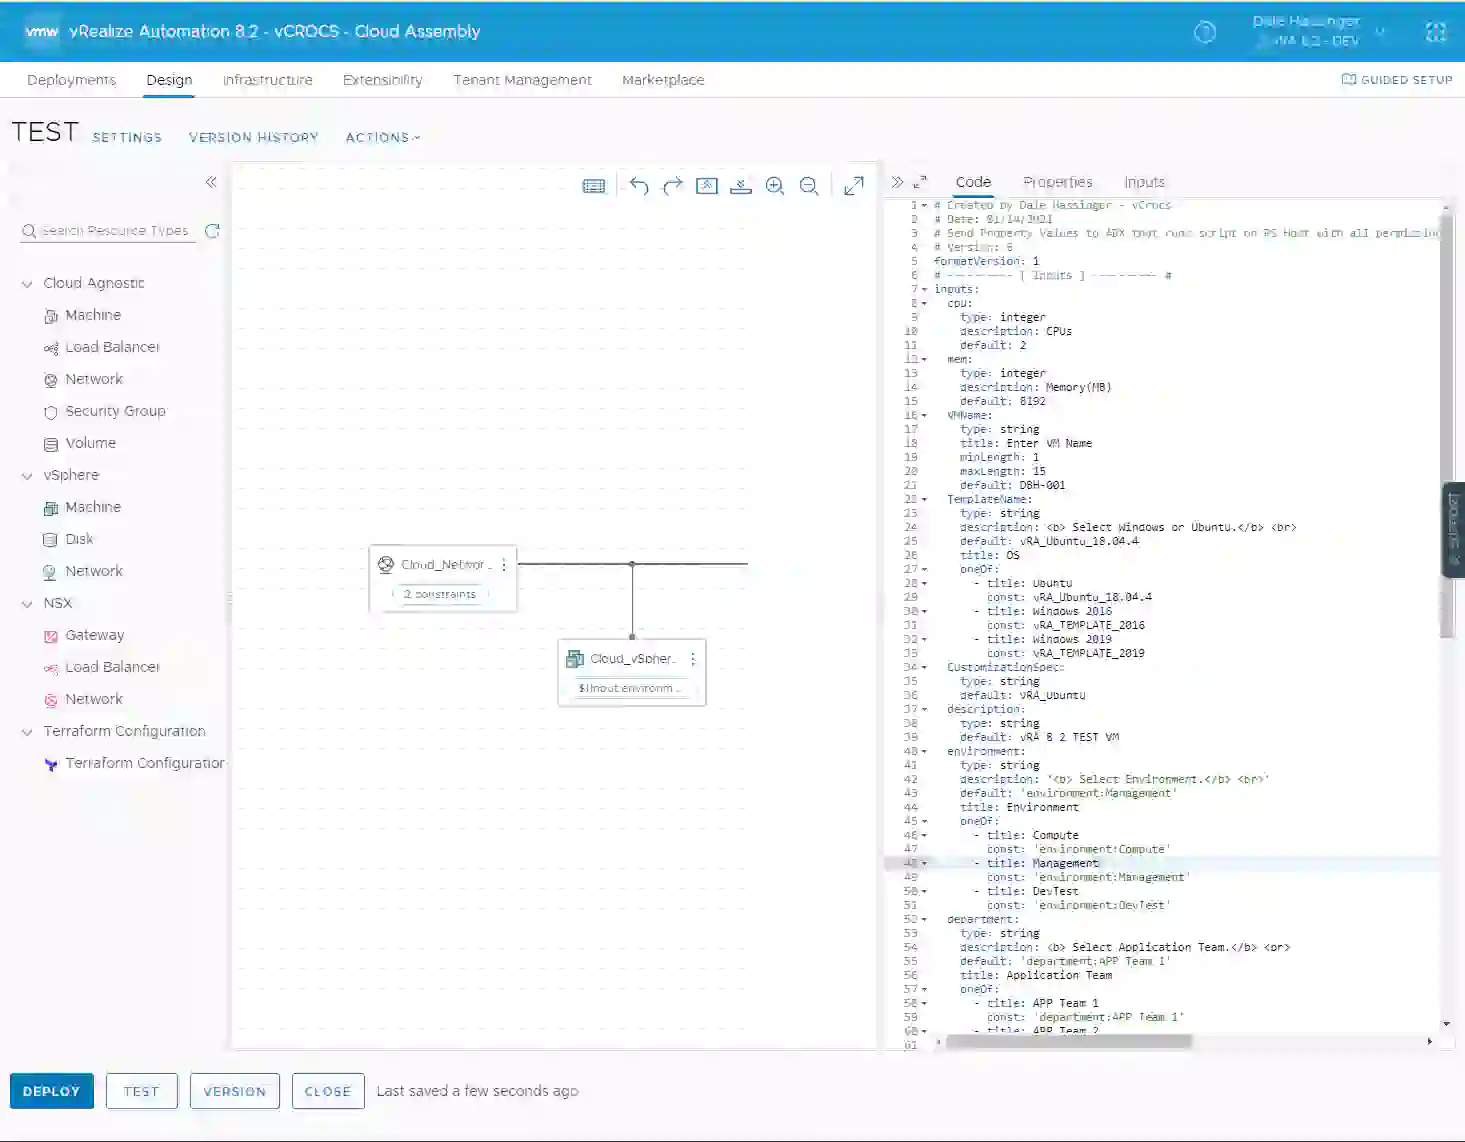 vmw vRealize Automation 8.2 - vCROCS - Cloud Assembly
Dale Hassinger
vRA 8.2 - DEV
Deployments Design Infrastructure Extensibility Tenant Management Marketplace
GUIDED SETUP
TEST SETTINGS VERSION HISTORY ACTIONS
Search Resource Types
Cloud Agnostic
Machine
Load Balancer
Network
Security Group
Volume
vSphere
Machine
Disk
Network
NSX
Gateway
Load Balancer
Network
Terraform Configuration
Terraform Configuration
Cloud_Networ...
2 constraints
Cloud_vSpher...
${input.environm...
Code Properties Inputs
1 # Created by Dale Hassinger - vCrocs
2 # Date: 01/14/2021
3 # Send Property Values to ABX that runs script on PS Host with all permission
4 # Version: 6
5 formatVersion: 1
6 # ---------- [ Inputs ] ---------- #
7 inputs:
8 cpu:
9 type: integer
10 description: CPUs
11 default: 2
12 mem:
13 type: integer
14 description: Memory(MB)
15 default: 8192
16 VMName:
17 type: string
18 title: Enter VM Name
19 minLength: 1
20 maxLength: 15
21 default: DBH-001
22 TemplateName:
23 type: string
24 description: <b> Select Windows or Ubuntu.</b> <br>
25 default: vRA_Ubuntu_18.04.4
26 title: OS
27 oneOf:
28 - title: Ubuntu
29 const: vRA_Ubuntu_18.04.4
30 - title: Windows 2016
31 const: vRA_TEMPLATE_2016
32 - title: Windows 2019
33 const: vRA_TEMPLATE_2019
34 CustomizationSpec:
35 type: string
36 default: vRA_Ubuntu
37 description:
38 type: string
39 default: vRA 8 2 TEST VM
40 environment:
41 type: string
42 description: '<b> Select Environment.</b> <br>'
43 default: 'environment:Management'
44 title: Environment
45 oneOf:
46 - title: Compute
47 const: 'environment:Compute'
48 - title: Management
49 const: 'environment:Management'
50 - title: DevTest
51 const: 'environment:DevTest'
52 department:
53 type: string
54 description: <b> Select Application Team.</b> <br>
55 default: 'department:APP Team 1'
56 title: Application Team
57 oneOf:
58 - title: APP Team 1
59 const: 'department:APP Team 1'
60 - title: APP Team 2
61
DEPLOY TEST VERSION CLOSE Last saved a few seconds ago